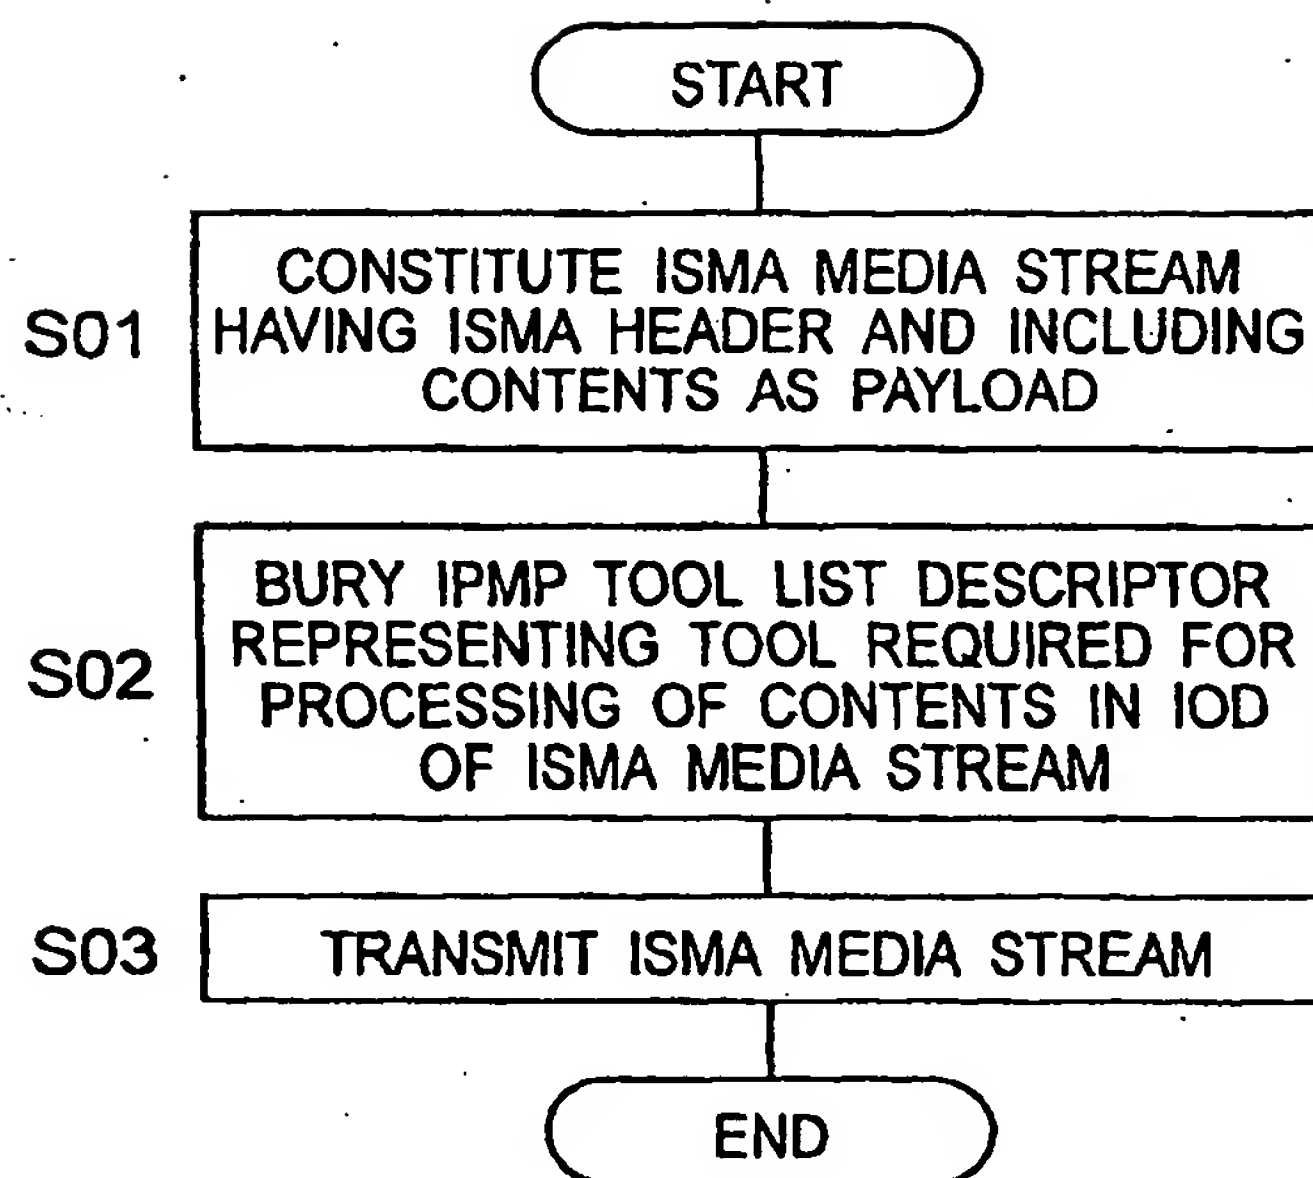 START
S01
CONSTITUTE ISMA MEDIA STREAM
HAVING ISMA HEADER AND INCLUDING
CONTENTS AS PAYLOAD
S02
BURY IPMP TOOL LIST DESCRIPTOR
REPRESENTING TOOL REQUIRED FOR
PROCESSING OF CONTENTS IN IOD
OF ISMA MEDIA STREAM
S03
TRANSMIT ISMA MEDIA STREAM
END